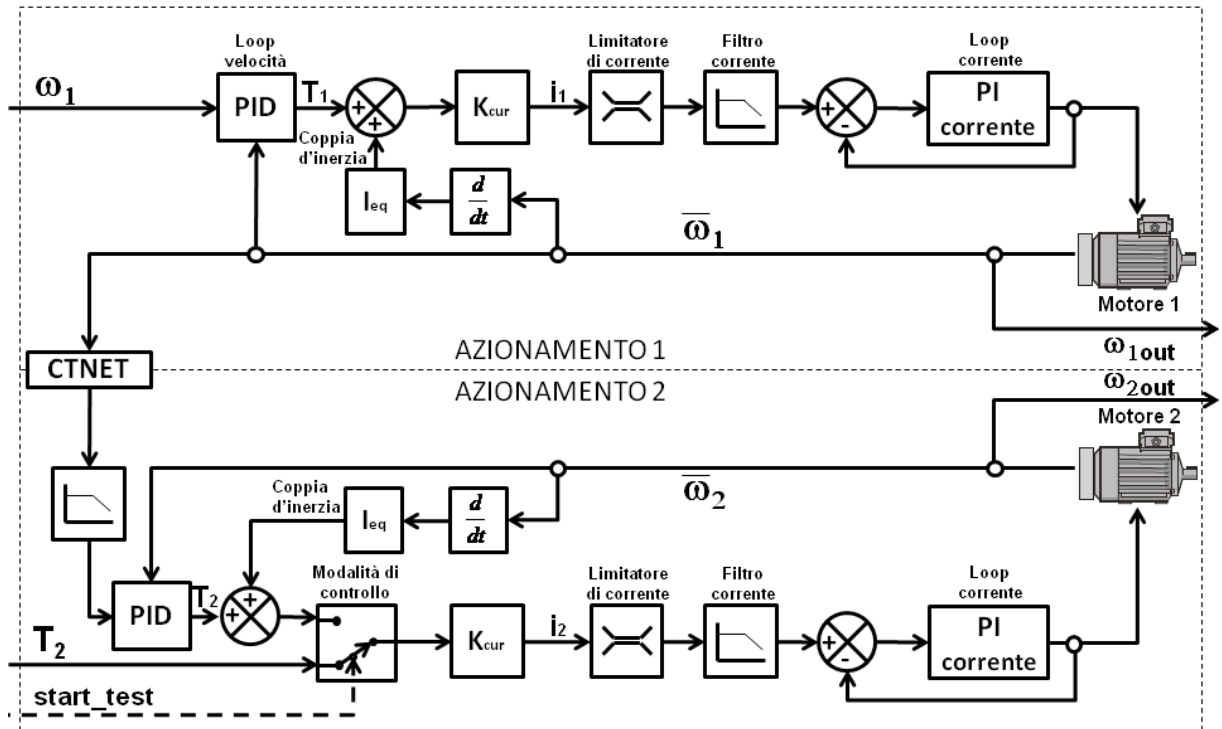 Loop
velocità
Limitatore
di corrente
Filtro
corrente
Loop
corrente
ω1
PID
T1
+
+
Kcur
i1
+
-
PI
corrente
Coppia
d'inerzia
Ieq
d
dt
ω1
Motore 1
ω1out
CTNET
AZIONAMENTO 1
AZIONAMENTO 2
ω2out
Motore 2
ω2
Coppia
d'inerzia
Ieq
d
dt
Modalità di
controllo
Limitatore
di corrente
Filtro
corrente
Loop
corrente
PID
T2
+
+
Kcur
i2
+
-
PI
corrente
T2
start_test